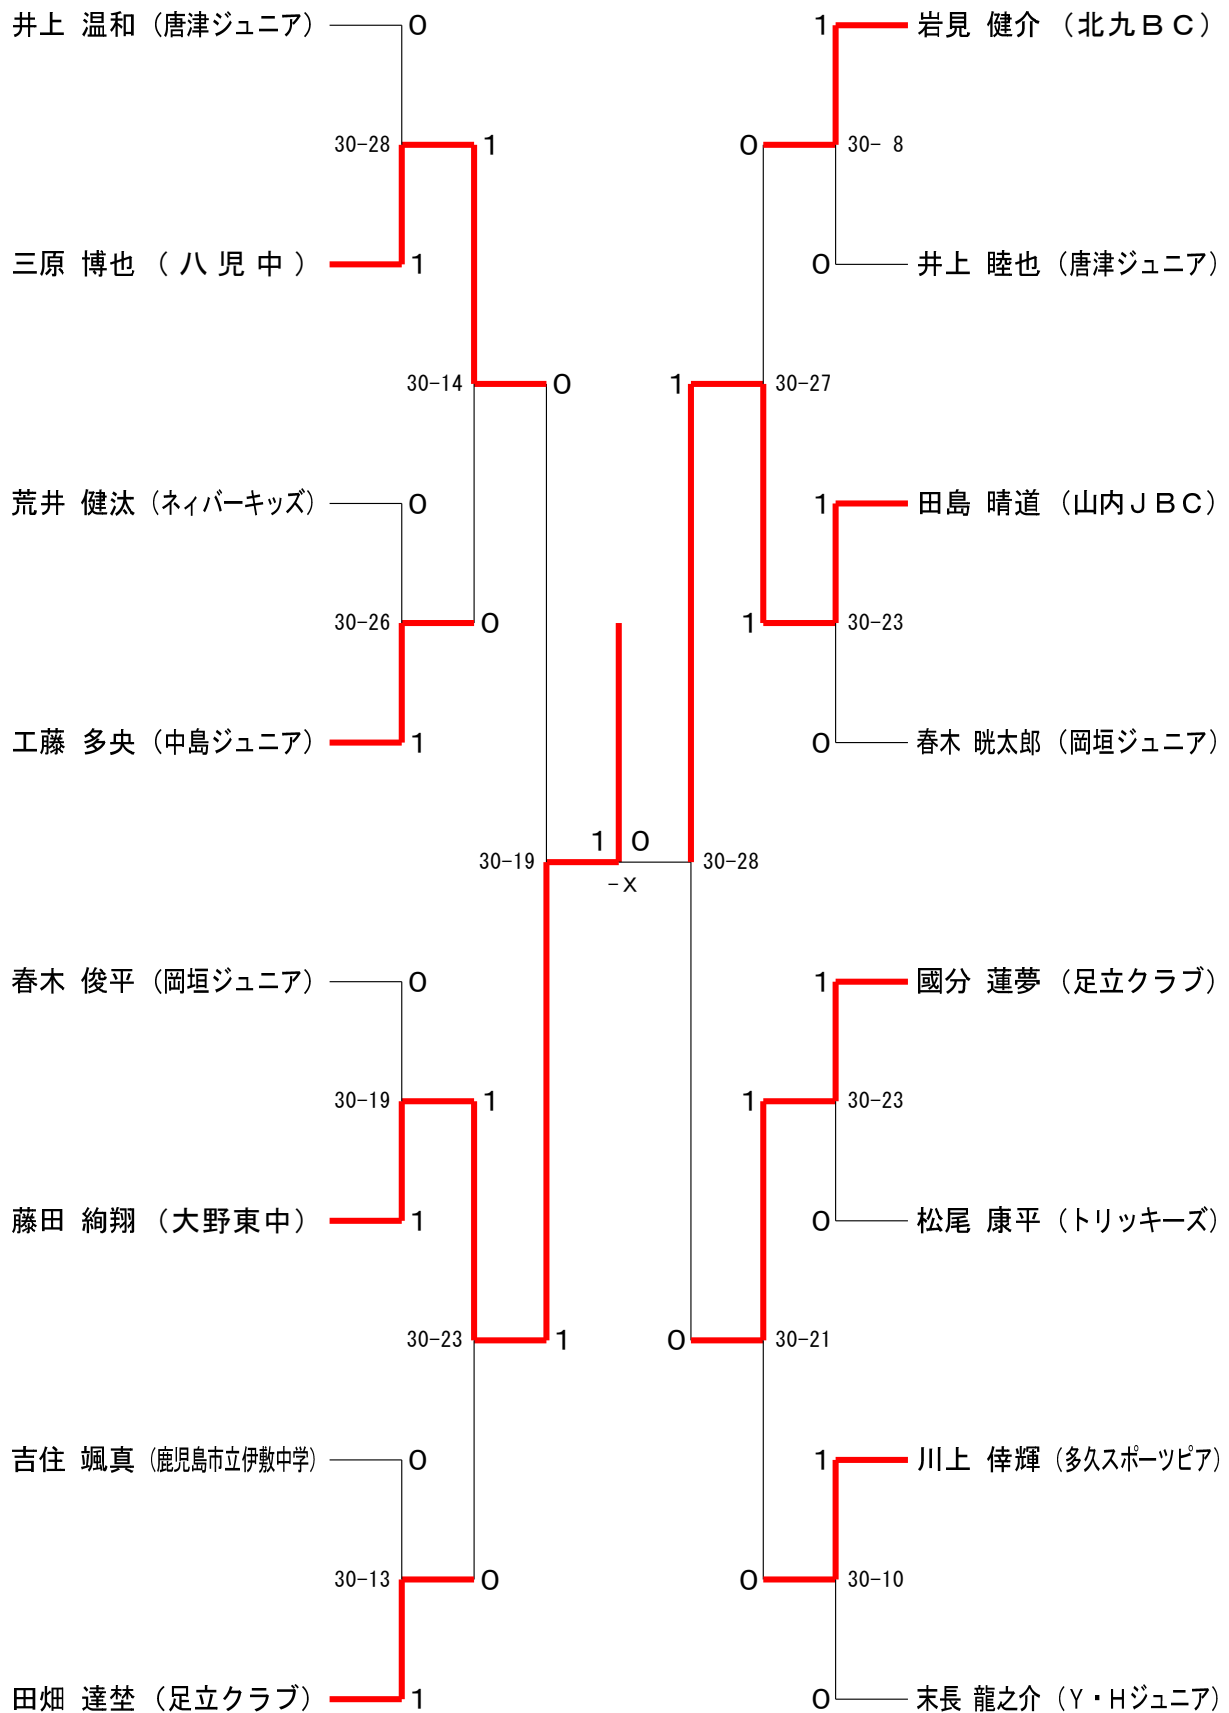 井上 温和（唐津ジュニア） 0
1 岩見 健介（北九ＢＣ）
30-28 1
0 30- 8
三原 博也（八児中） 1
0 井上 睦也（唐津ジュニア）
30-14 0
1 30-27
荒井 健汰（ネィバーキッズ） 0
1 田島 晴道（山内ＪＢＣ）
30-26 0
1 30-23
工藤 多央（中島ジュニア） 1
0 春木 晄太郎（岡垣ジュニア）
1 0
30-19 30-28
-X
春木 俊平（岡垣ジュニア） 0
1 國分 蓮夢（足立クラブ）
30-19 1
1 30-23
藤田 絢翔（大野東中） 1
0 松尾 康平（トリッキーズ）
30-23 1
0 30-21
吉住 颯真（鹿児島市立伊敷中学） 0
1 川上 倖輝（多久スポーツピア）
30-13 0
0 30-10
田畑 達埜（足立クラブ） 1
0 末長 龍之介（Ｙ・Ｈジュニア）